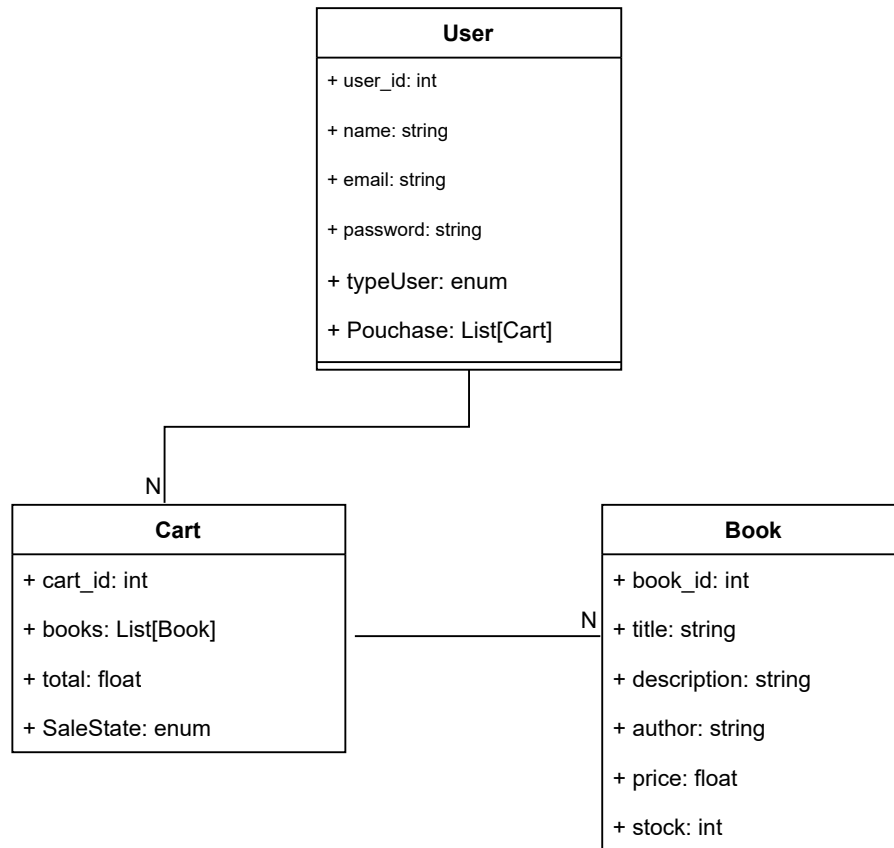 User
+ user_id: int
+ name: string
+ email: string
+ password: string
+ typeUser: enum
+ Pouchase: List[Cart]
N
Cart
+ cart_id: int
+ books: List[Book]
+ total: float
+ SaleState: enum
N
Book
+ book_id: int
+ title: string
+ description: string
+ author: string
+ price: float
+ stock: int